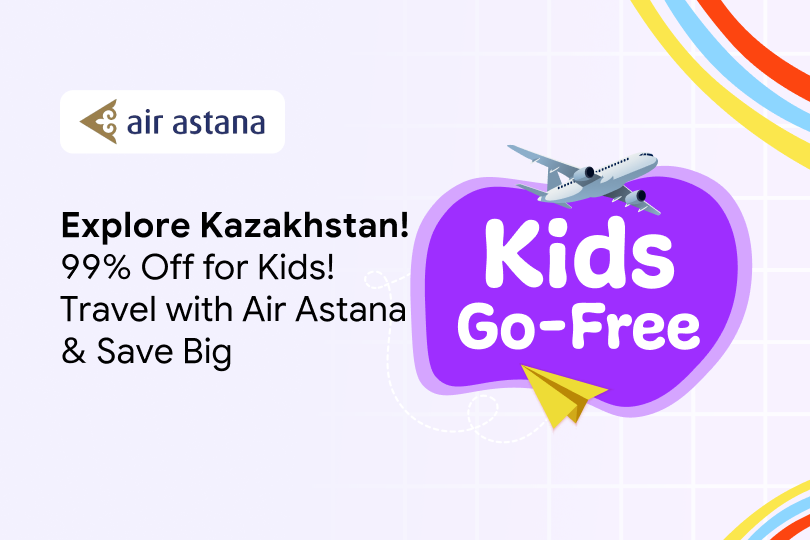 air astana
Explore Kazakhstan!
99% Off for Kids!
Travel with Air Astana
& Save Big
Kids
Go-Free